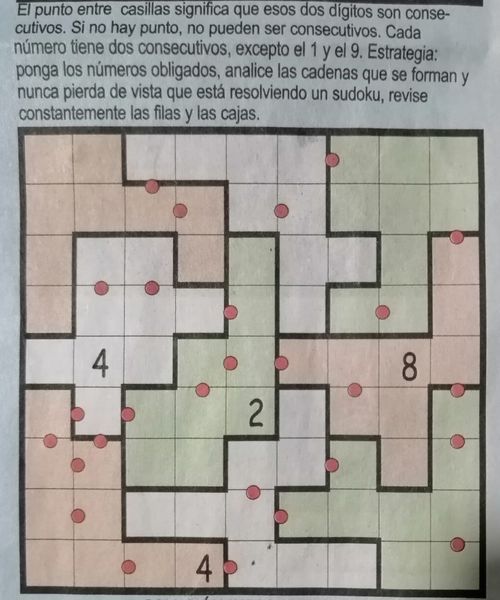 El punto entre casillas significa que esos dos dígitos son conse-
cutivos. Si no hay punto, no pueden ser consecutivos. Cada
número tiene dos consecutivos, excepto el 1 y el 9. Estrategia:
ponga los números obligados, analice las cadenas que se forman y
nunca pierda de vista que está resolviendo un sudoku, revise
constantemente las filas y las cajas.
4
8
2
4